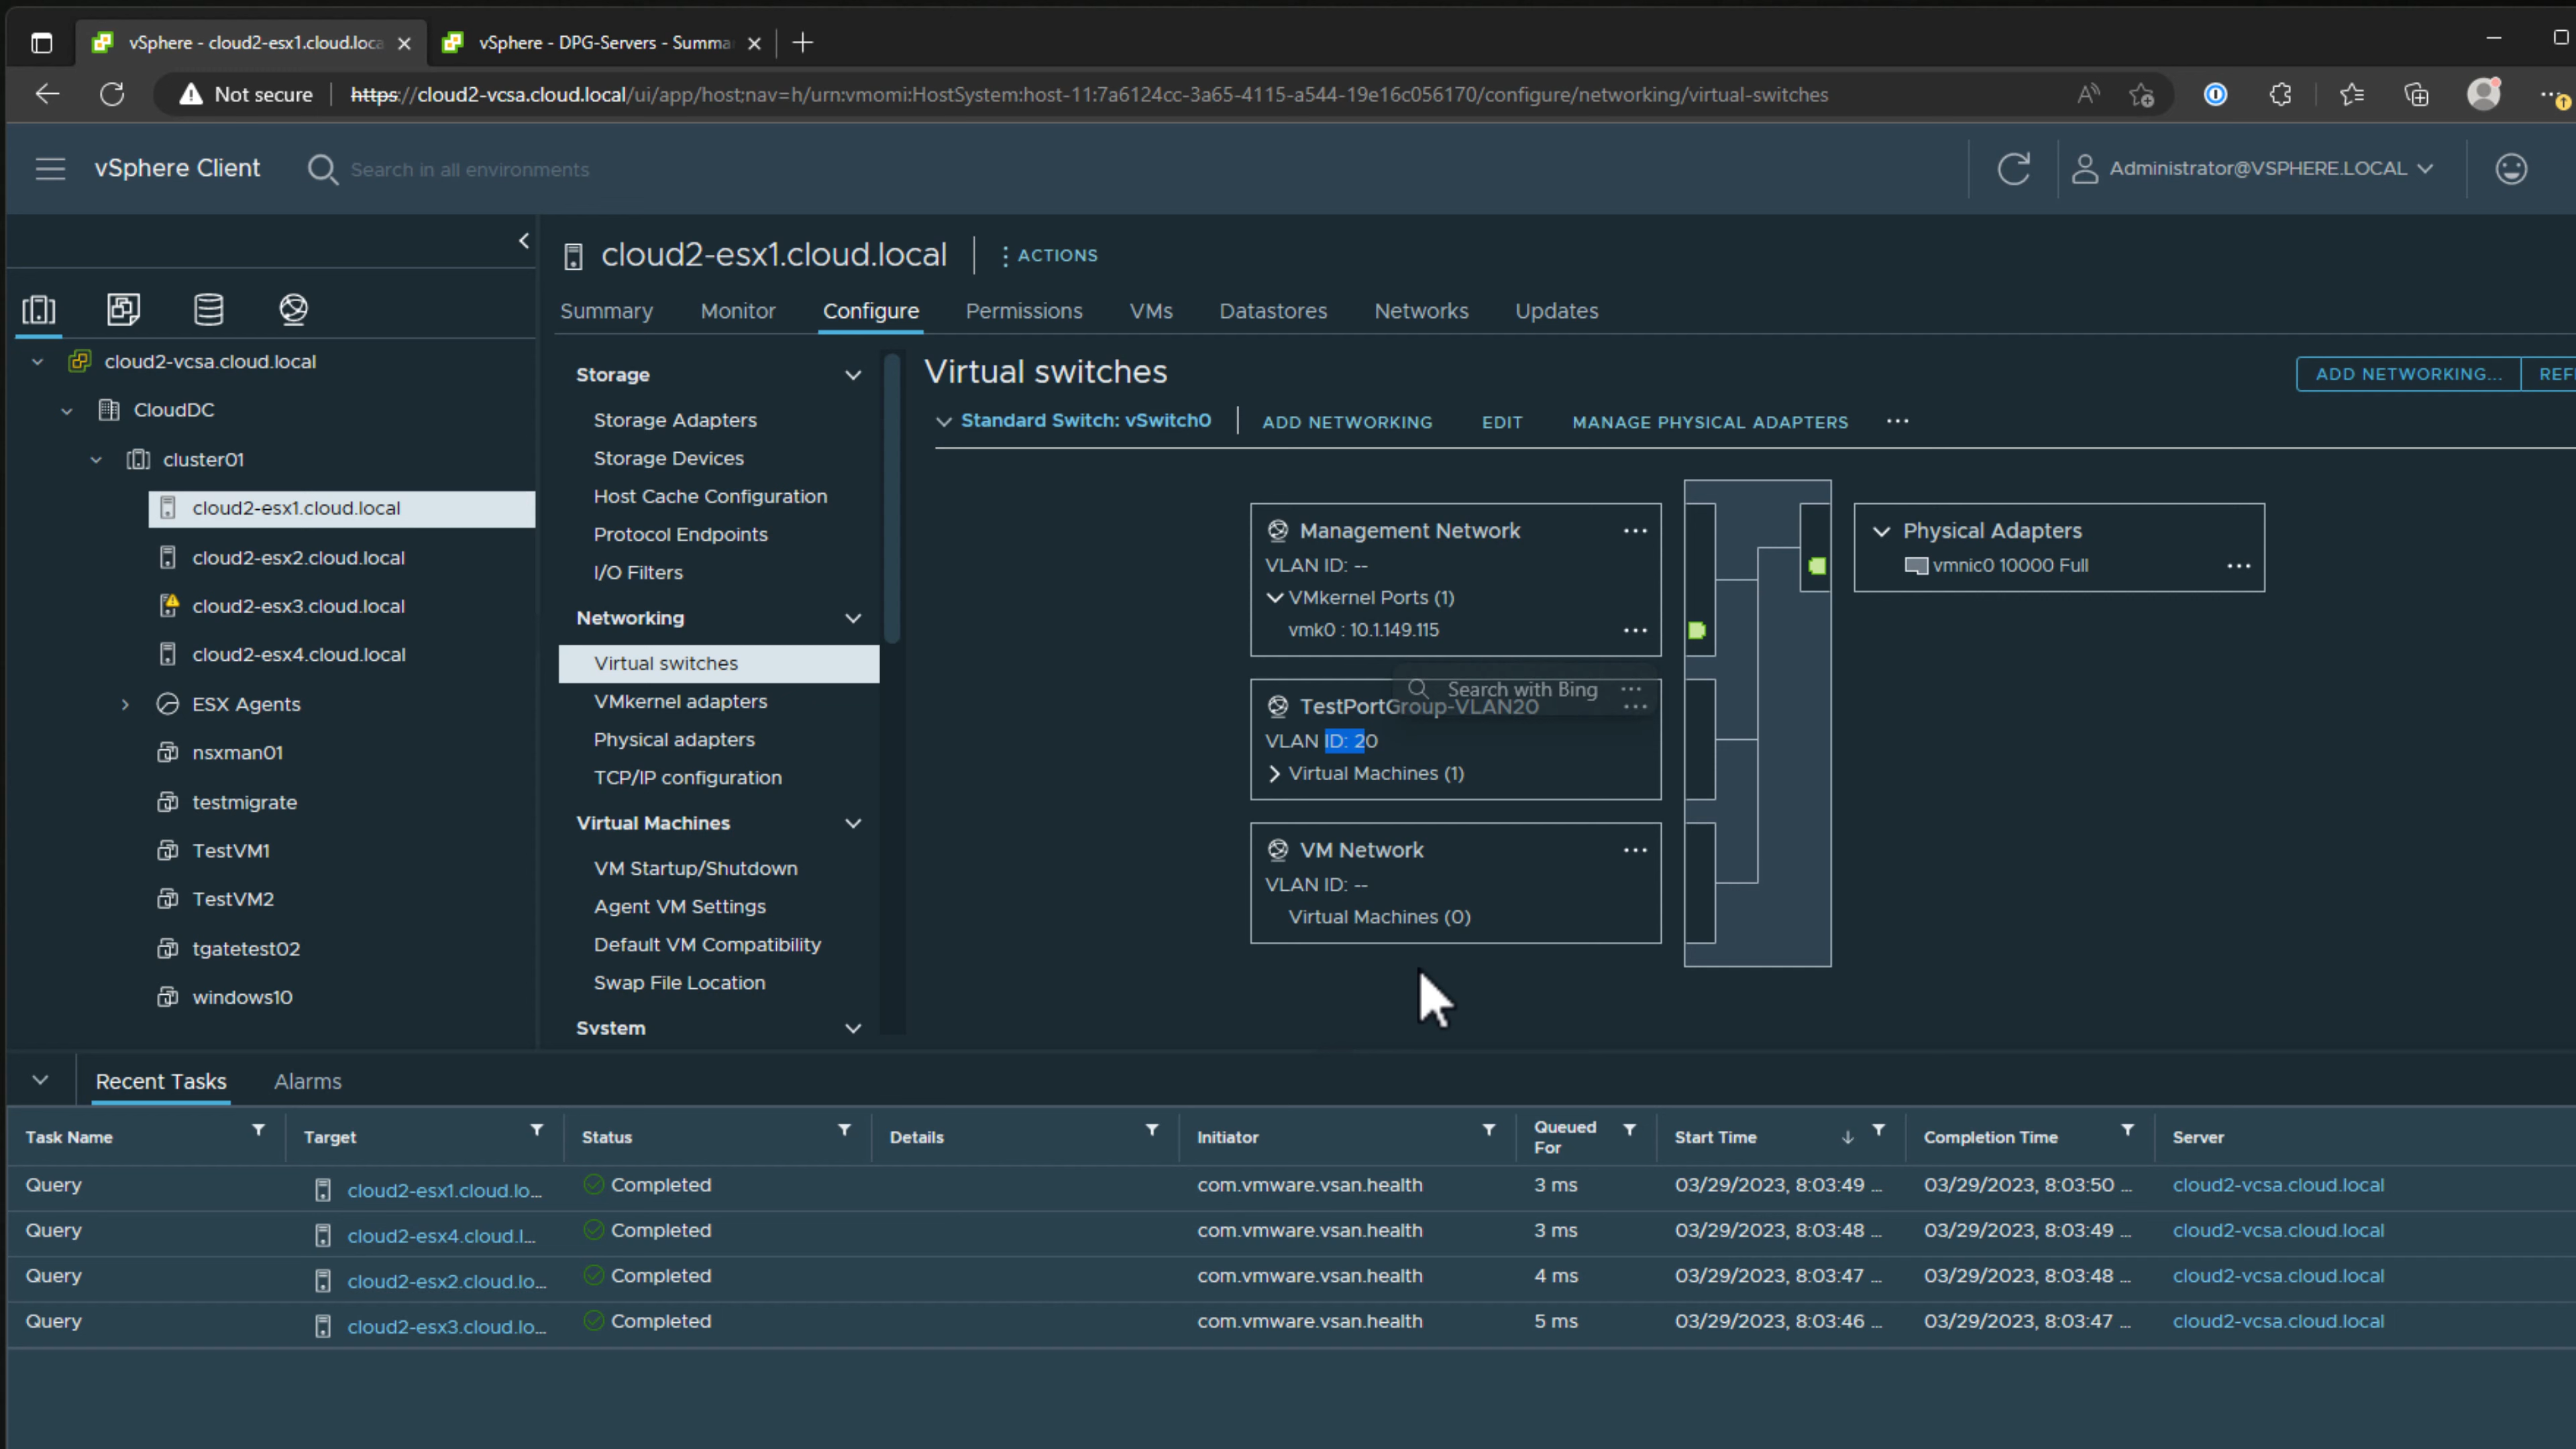 vSphere - cloud2-esx1.cloud.loca
vSphere - DPG-Servers - Summa
Not secure
https://cloud2-vcsa.cloud.local/ui/app/host;nav=h/urn:vmomi:HostSystem:host-11:7a6124cc-3a65-4115-a544-19e16c056170/configure/networking/virtual-switches
vSphere Client
Search in all environments
Administrator@VSPHERE.LOCAL
cloud2-vcsa.cloud.local
CloudDC
cluster01
cloud2-esx1.cloud.local
cloud2-esx2.cloud.local
cloud2-esx3.cloud.local
cloud2-esx4.cloud.local
ESX Agents
nsxman01
testmigrate
TestVM1
TestVM2
tgatetest02
windows10
cloud2-esx1.cloud.local
ACTIONS
Summary Monitor Configure Permissions VMs Datastores Networks Updates
Storage
Storage Adapters
Storage Devices
Host Cache Configuration
Protocol Endpoints
I/O Filters
Networking
Virtual switches
VMkernel adapters
Physical adapters
TCP/IP configuration
Virtual Machines
VM Startup/Shutdown
Agent VM Settings
Default VM Compatibility
Swap File Location
System
Virtual switches
ADD NETWORKING... REF
Standard Switch: vSwitch0 ADD NETWORKING EDIT MANAGE PHYSICAL ADAPTERS ...
Management Network ...
VLAN ID: --
VMkernel Ports (1)
vmk0 : 10.1.149.115 ...
Search with Bing ...
TestPortGroup-VLAN20 ...
VLAN ID: 20
Virtual Machines (1)
VM Network ...
VLAN ID: --
Virtual Machines (0)
Physical Adapters
vmnic0 10000 Full ...
Recent Tasks Alarms
Task Name Target Status Details Initiator Queued For Start Time Completion Time Server
Query cloud2-esx1.cloud.lo... Completed com.vmware.vsan.health 3 ms 03/29/2023, 8:03:49 ... 03/29/2023, 8:03:50 ... cloud2-vcsa.cloud.local
Query cloud2-esx4.cloud.l... Completed com.vmware.vsan.health 3 ms 03/29/2023, 8:03:48 ... 03/29/2023, 8:03:49 ... cloud2-vcsa.cloud.local
Query cloud2-esx2.cloud.lo... Completed com.vmware.vsan.health 4 ms 03/29/2023, 8:03:47 ... 03/29/2023, 8:03:48 ... cloud2-vcsa.cloud.local
Query cloud2-esx3.cloud.lo... Completed com.vmware.vsan.health 5 ms 03/29/2023, 8:03:46 ... 03/29/2023, 8:03:47 ... cloud2-vcsa.cloud.local